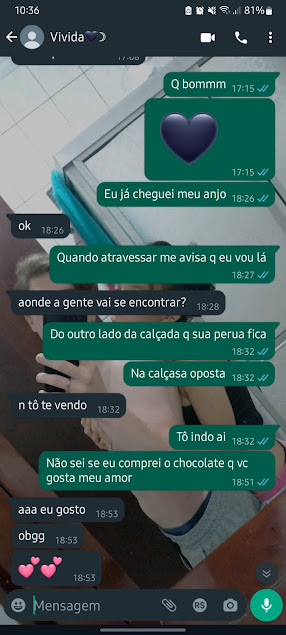 10:36
81%
Vivida🖤☽
17:08
Q bommm 17:15
🖤
17:15
Eu já cheguei meu anjo 18:26
ok 18:26
Quando atravessar me avisa q eu vou lá
18:27
aonde a gente vai se encontrar? 18:28
Do outro lado da calçada q sua perua fica
18:32
Na calçasa oposta 18:32
n tô te vendo 18:32
Tô indo ai 18:32
Não sei se eu comprei o chocolate q vc
gosta meu amor 18:51
aaa eu gosto 18:53
obgg 18:53
💕💕 18:53
Mensagem
R$